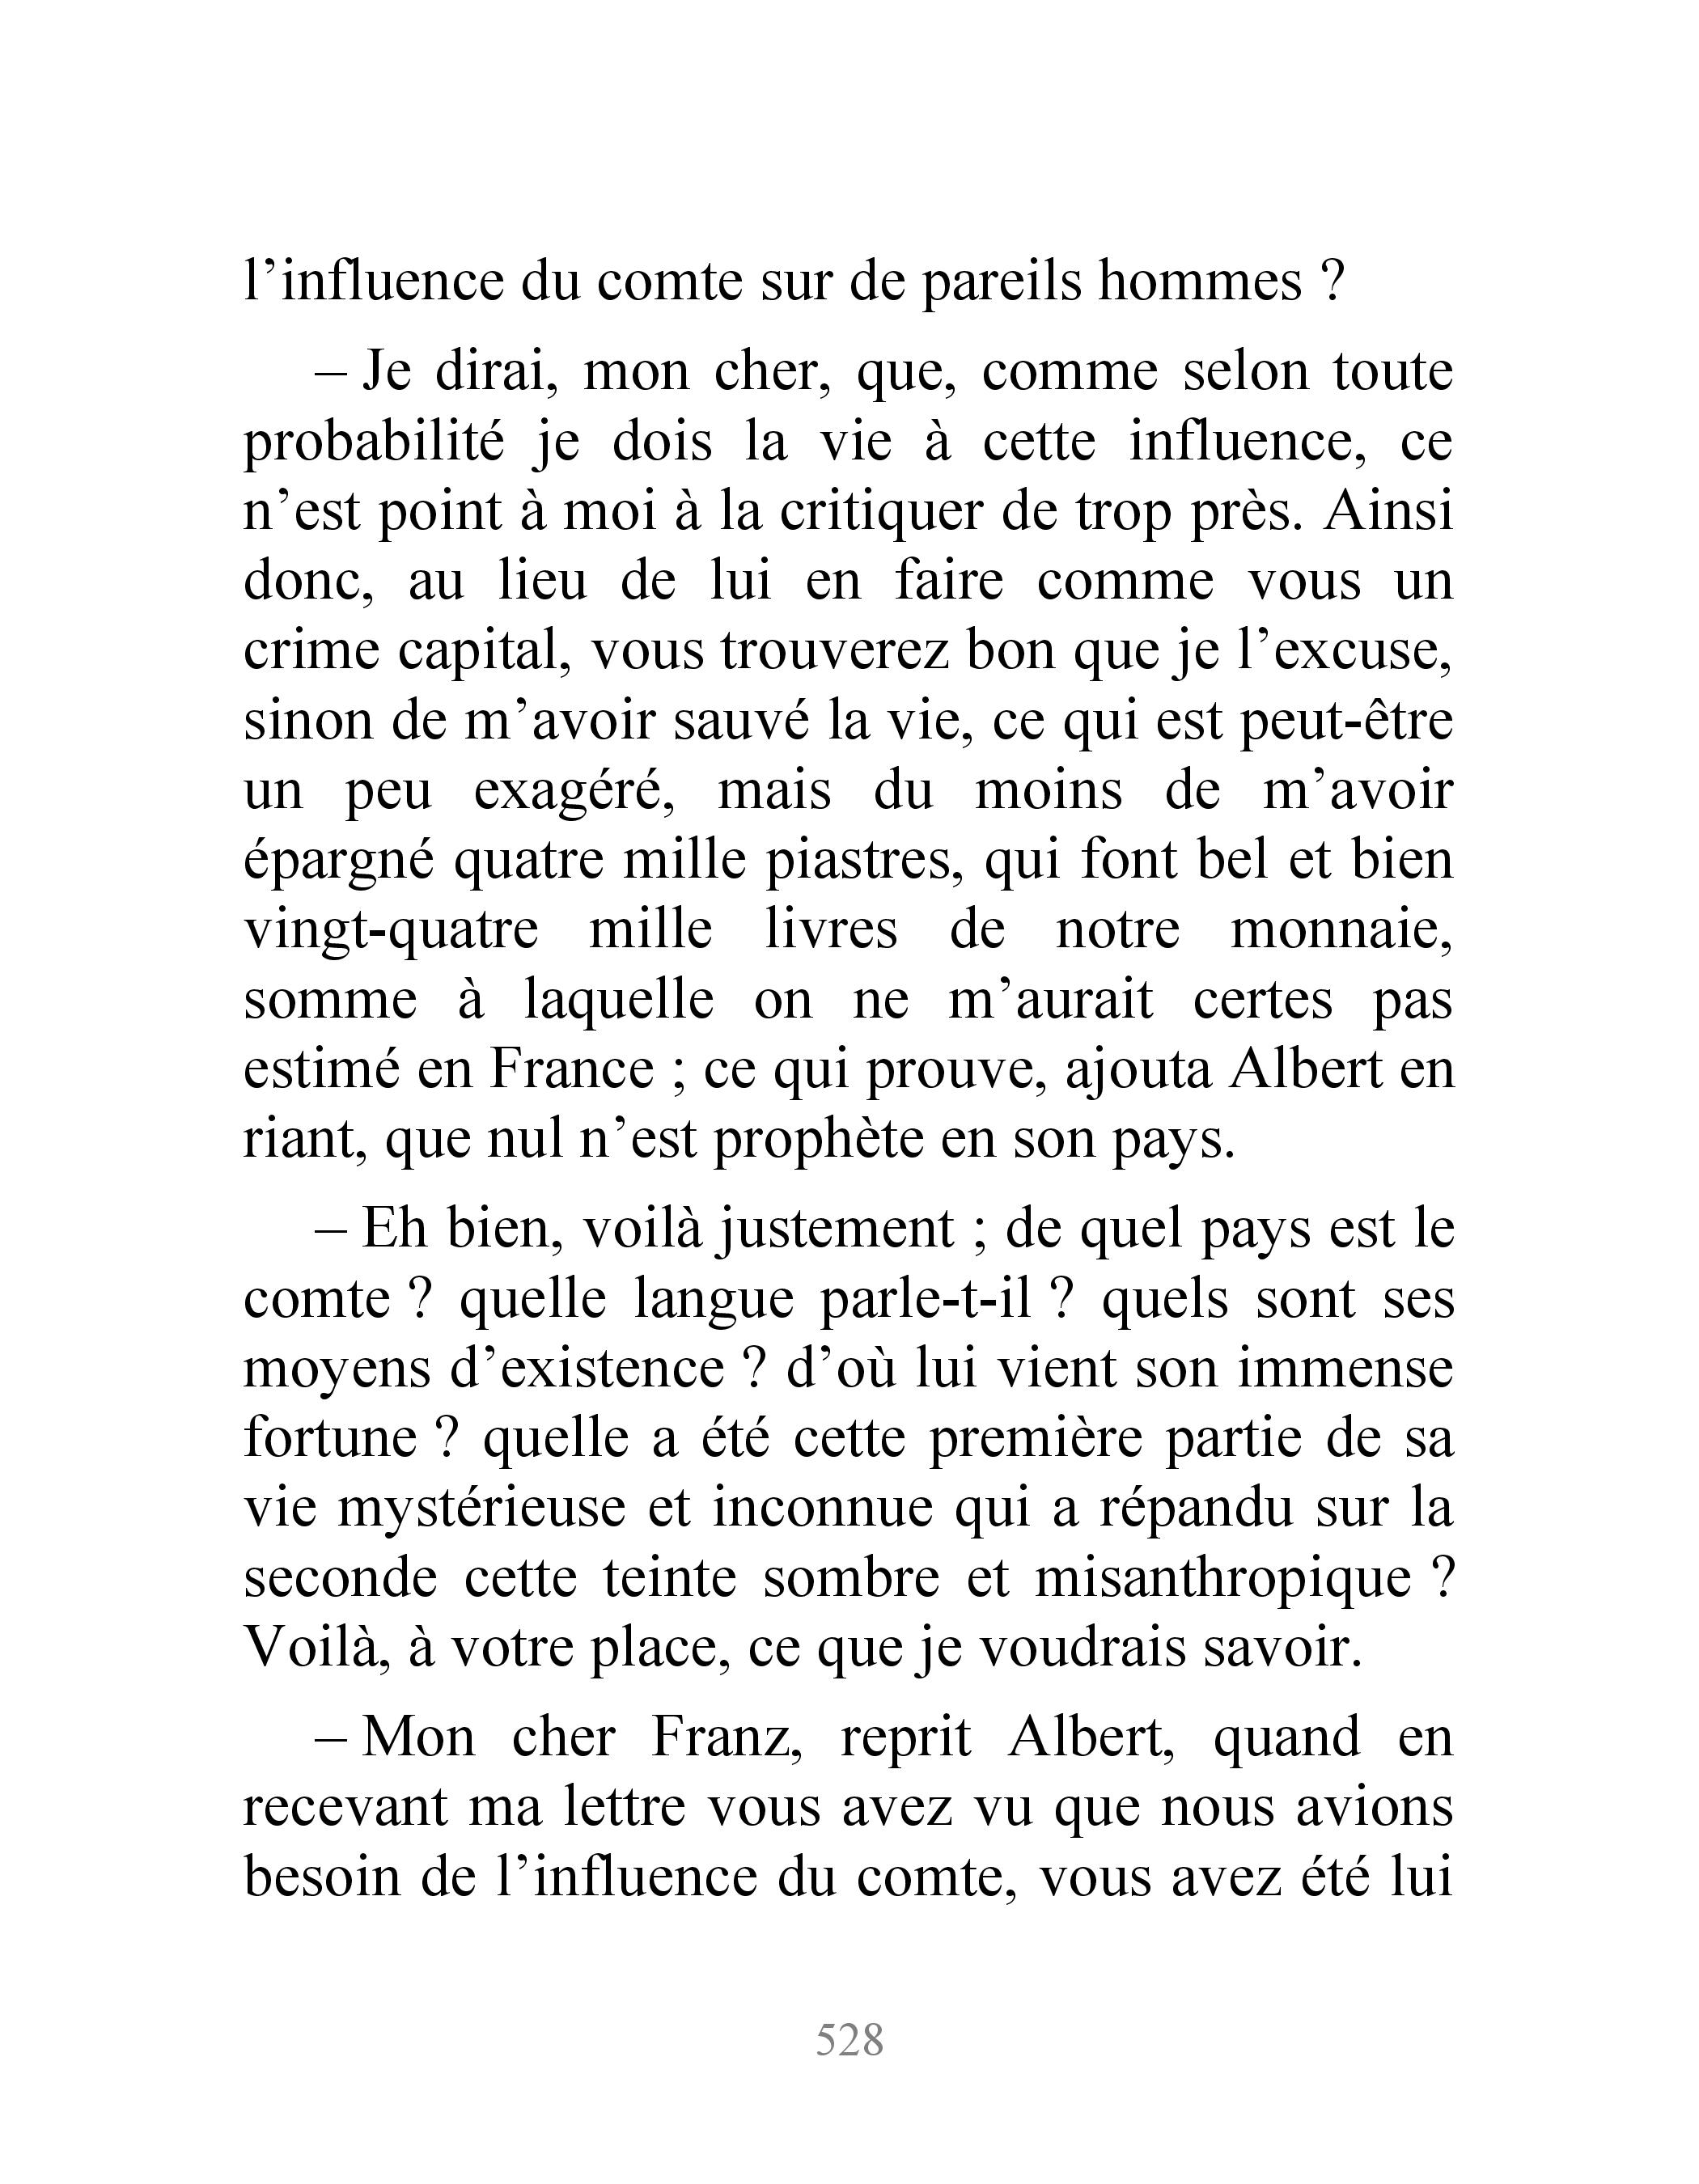 l’influence du comte sur de pareils hommes ?
– Je dirai, mon cher, que, comme selon toute
probabilité je dois la vie à cette influence, ce
n’est point à moi à la critiquer de trop près. Ainsi
donc, au lieu de lui en faire comme vous un
crime capital, vous trouverez bon que je l’excuse,
sinon de m’avoir sauvé la vie, ce qui est peut-être
un peu exagéré, mais du moins de m’avoir
épargné quatre mille piastres, qui font bel et bien
vingt-quatre mille livres de notre monnaie,
somme à laquelle on ne m’aurait certes pas
estimé en France ; ce qui prouve, ajouta Albert en
riant, que nul n’est prophète en son pays.
– Eh bien, voilà justement ; de quel pays est le
comte ? quelle langue parle-t-il ? quels sont ses
moyens d’existence ? d’où lui vient son immense
fortune ? quelle a été cette première partie de sa
vie mystérieuse et inconnue qui a répandu sur la
seconde cette teinte sombre et misanthropique ?
Voilà, à votre place, ce que je voudrais savoir.
– Mon cher Franz, reprit Albert, quand en
recevant ma lettre vous avez vu que nous avions
besoin de l’influence du comte, vous avez été lui
528